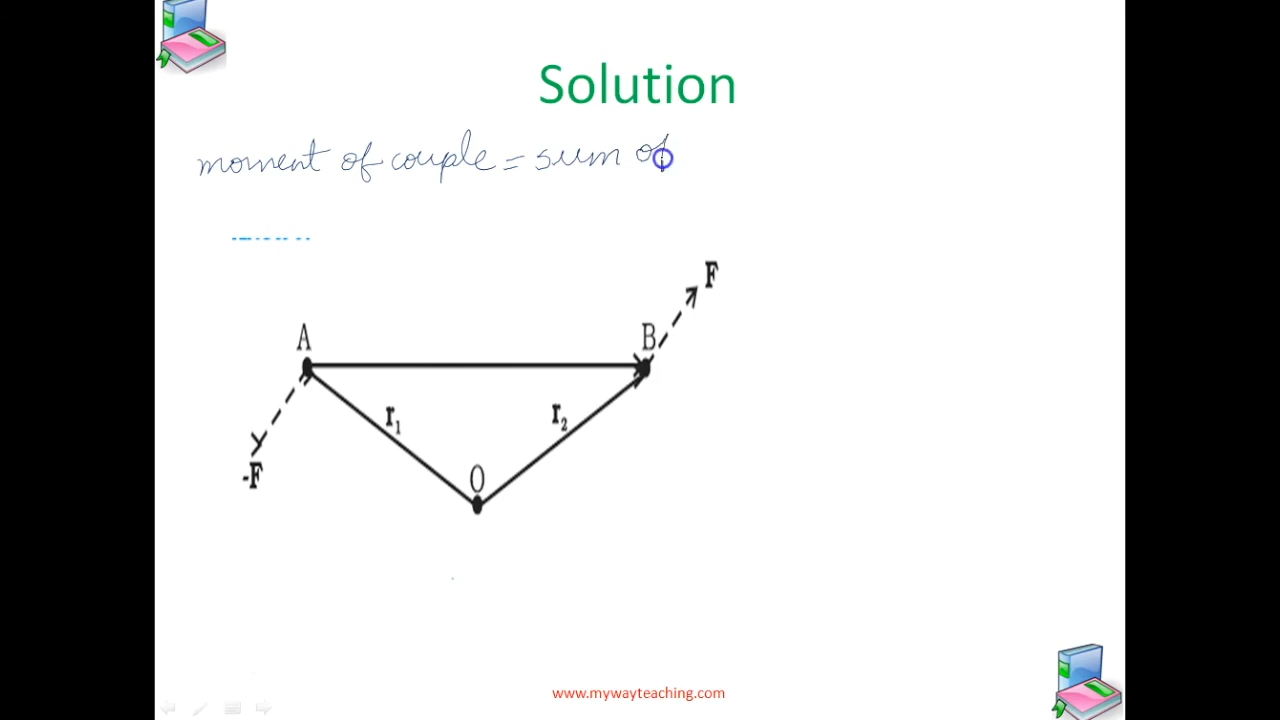 Solution
moment of couple = sum of
F
A
B
r₁
r₂
-F
O
www.mywayteaching.com